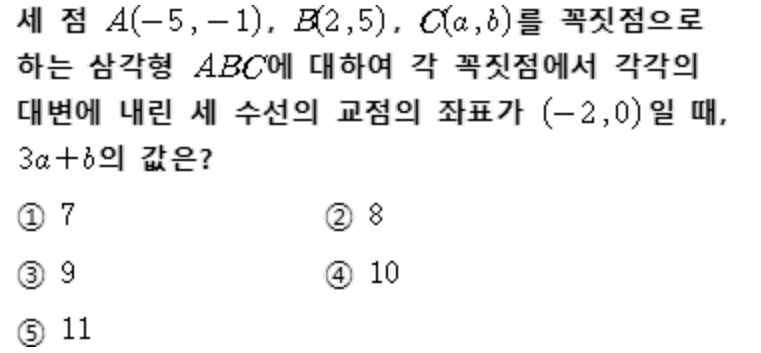 세 점 A(−5, −1), B(2,5), C(a,b)를 꼭짓점으로
하는 삼각형 ABC에 대하여 각 꼭짓점에서 각각의
대변에 내린 세 수선의 교점의 좌표가 (−2,0)일 때,
3a+b의 값은?
① 7 ② 8
③ 9 ④ 10
⑤ 11